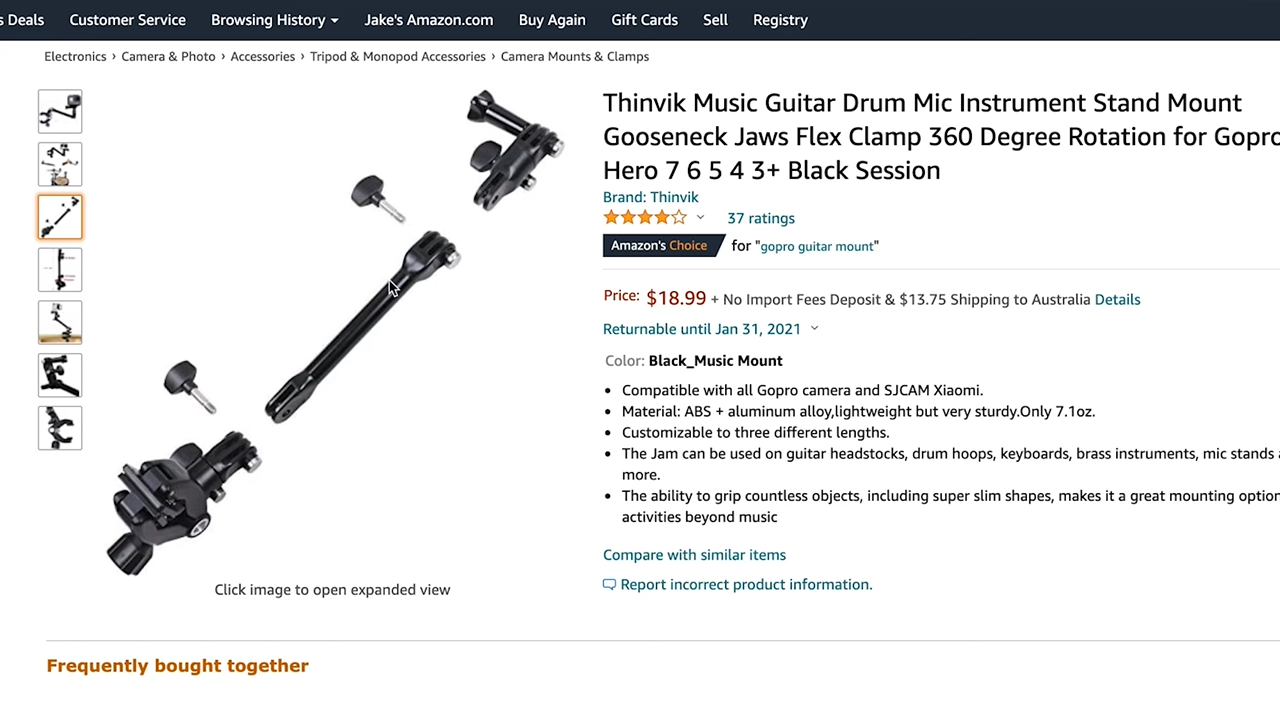 s Deals Customer Service Browsing History Jake's Amazon.com Buy Again Gift Cards Sell Registry
Electronics › Camera & Photo › Accessories › Tripod & Monopod Accessories › Camera Mounts & Clamps
Thinvik Music Guitar Drum Mic Instrument Stand Mount
Gooseneck Jaws Flex Clamp 360 Degree Rotation for Gopro
Hero 7 6 5 4 3+ Black Session
Brand: Thinvik
37 ratings
Amazon's Choice for "gopro guitar mount"
Price: $18.99 + No Import Fees Deposit & $13.75 Shipping to Australia Details
Returnable until Jan 31, 2021
Color: Black_Music Mount
• Compatible with all Gopro camera and SJCAM Xiaomi.
• Material: ABS + aluminum alloy,lightweight but very sturdy.Only 7.1oz.
• Customizable to three different lengths.
• The Jam can be used on guitar headstocks, drum hoops, keyboards, brass instruments, mic stands
more.
• The ability to grip countless objects, including super slim shapes, makes it a great mounting option
activities beyond music
Compare with similar items
Report incorrect product information.
Click image to open expanded view
Frequently bought together